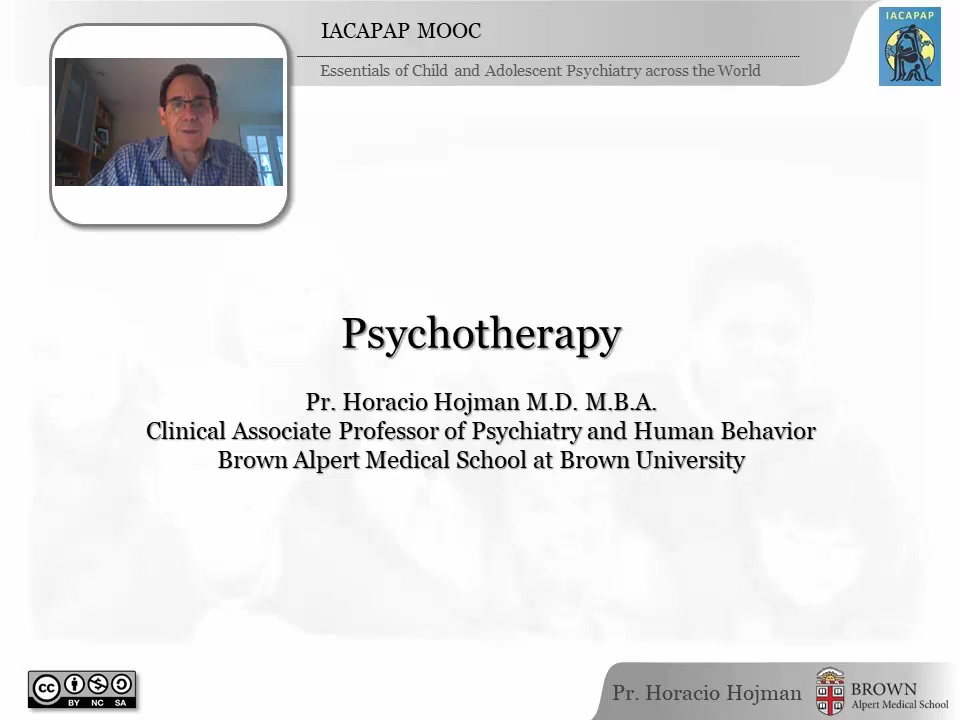 IACAPAP MOOC
Essentials of Child and Adolescent Psychiatry across the World
IACAPAP
Psychotherapy
Pr. Horacio Hojman M.D. M.B.A.
Clinical Associate Professor of Psychiatry and Human Behavior
Brown Alpert Medical School at Brown University
cc
BY NC SA
Pr. Horacio Hojman
BROWN
Alpert Medical School